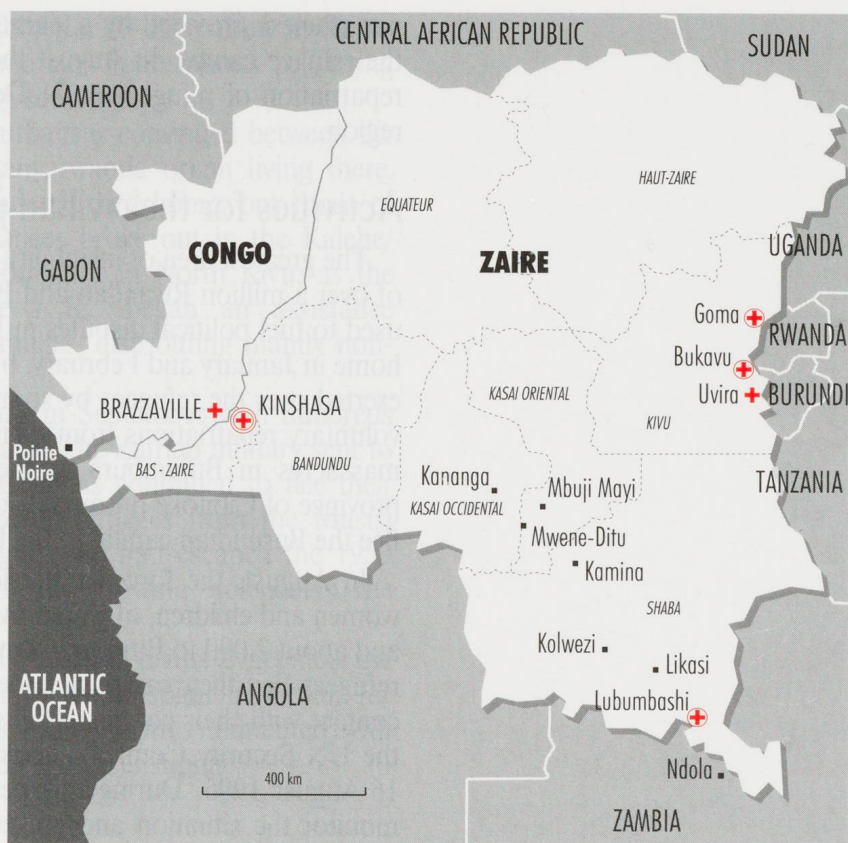 CENTRAL AFRICAN REPUBLIC
SUDAN
CAMEROON
HAUT-ZAIRE
EQUATEUR
CONGO
ZAIRE
UGANDA
GABON
Goma
RWANDA
Bukavu
KASAI ORIENTAL
Uvira
BURUNDI
BRAZZAVILLE
KINSHASA
KIVU
Pointe
Noire
BAS - ZAIRE
BANDUNDU
Kananga
Mbuji Mayi
TANZANIA
KASAI OCCIDENTAL
Mwene-Ditu
Kamina
SHABA
Kolwezi
Likasi
ATLANTIC
OCEAN
ANGOLA
Lubumbashi
400 km
Ndola
ZAMBIA